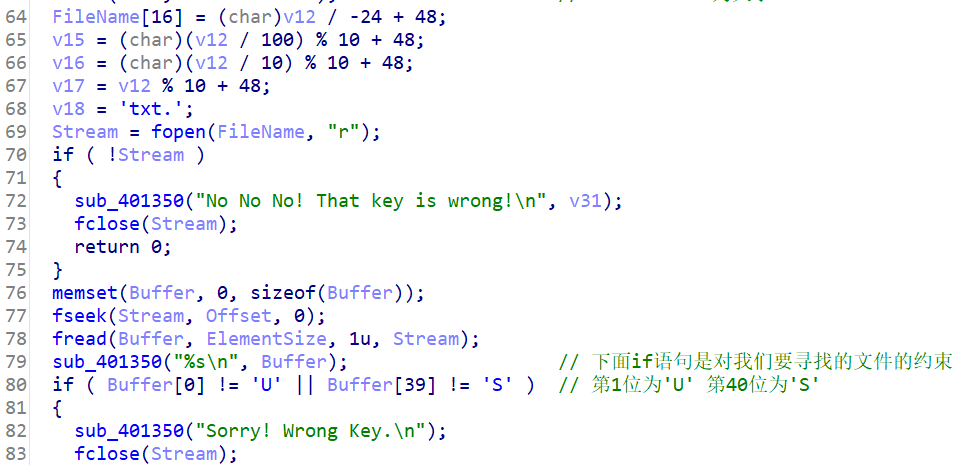 64 FileName[16] = (char)v12 / -24 + 48;
65 v15 = (char)(v12 / 100) % 10 + 48;
66 v16 = (char)(v12 / 10) % 10 + 48;
67 v17 = v12 % 10 + 48;
68 v18 = 'txt.';
69 Stream = fopen(FileName, "r");
70 if ( !Stream )
71 {
72 sub_401350("No No No! That key is wrong!\n", v31);
73 fclose(Stream);
74 return 0;
75 }
76 memset(Buffer, 0, sizeof(Buffer));
77 fseek(Stream, Offset, 0);
78 fread(Buffer, ElementSize, 1u, Stream);
79 sub_401350("%s\n", Buffer); // 下面if语句是对我们要寻找的文件的约束
80 if ( Buffer[0] != 'U' || Buffer[39] != 'S' ) // 第1位为'U' 第40位为'S'
81 {
82 sub_401350("Sorry! Wrong Key.\n");
83 fclose(Stream);